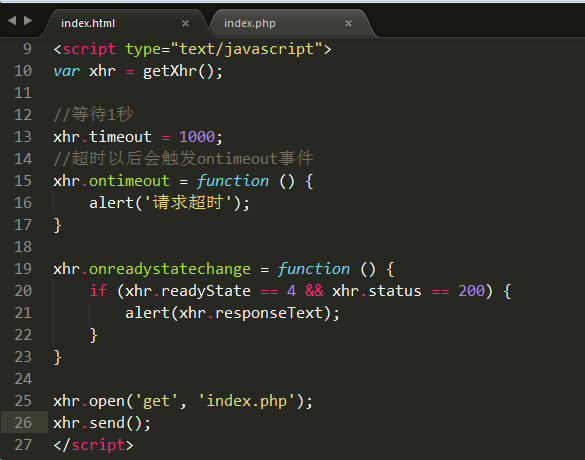 index.html × index.php ×
9 <script type="text/javascript">
10 var xhr = getXhr();
11
12 //等待1秒
13 xhr.timeout = 1000;
14 //超时以后会触发ontimeout事件
15 xhr.ontimeout = function () {
16     alert('请求超时');
17 }
18
19 xhr.onreadystatechange = function () {
20     if (xhr.readyState == 4 && xhr.status == 200) {
21         alert(xhr.responseText);
22     }
23 }
24
25 xhr.open('get', 'index.php');
26 xhr.send();
27 </script>